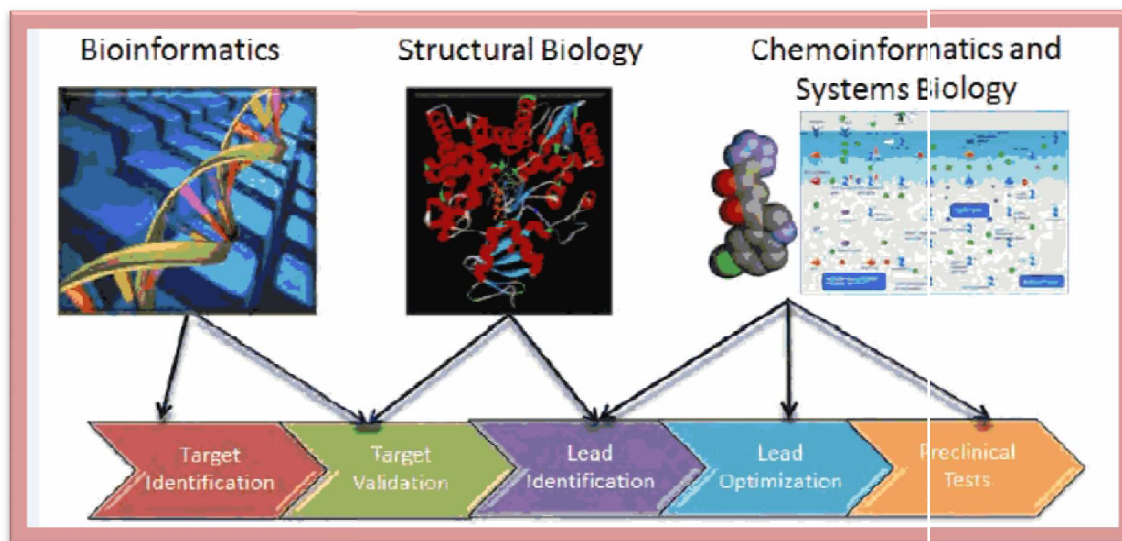 Bioinformatics
Structural Biology
Chemoinformatics and
Systems Biology
Target
Identification
Target
Validation
Lead
Identification
Lead
Optimization
Preclinical
Tests